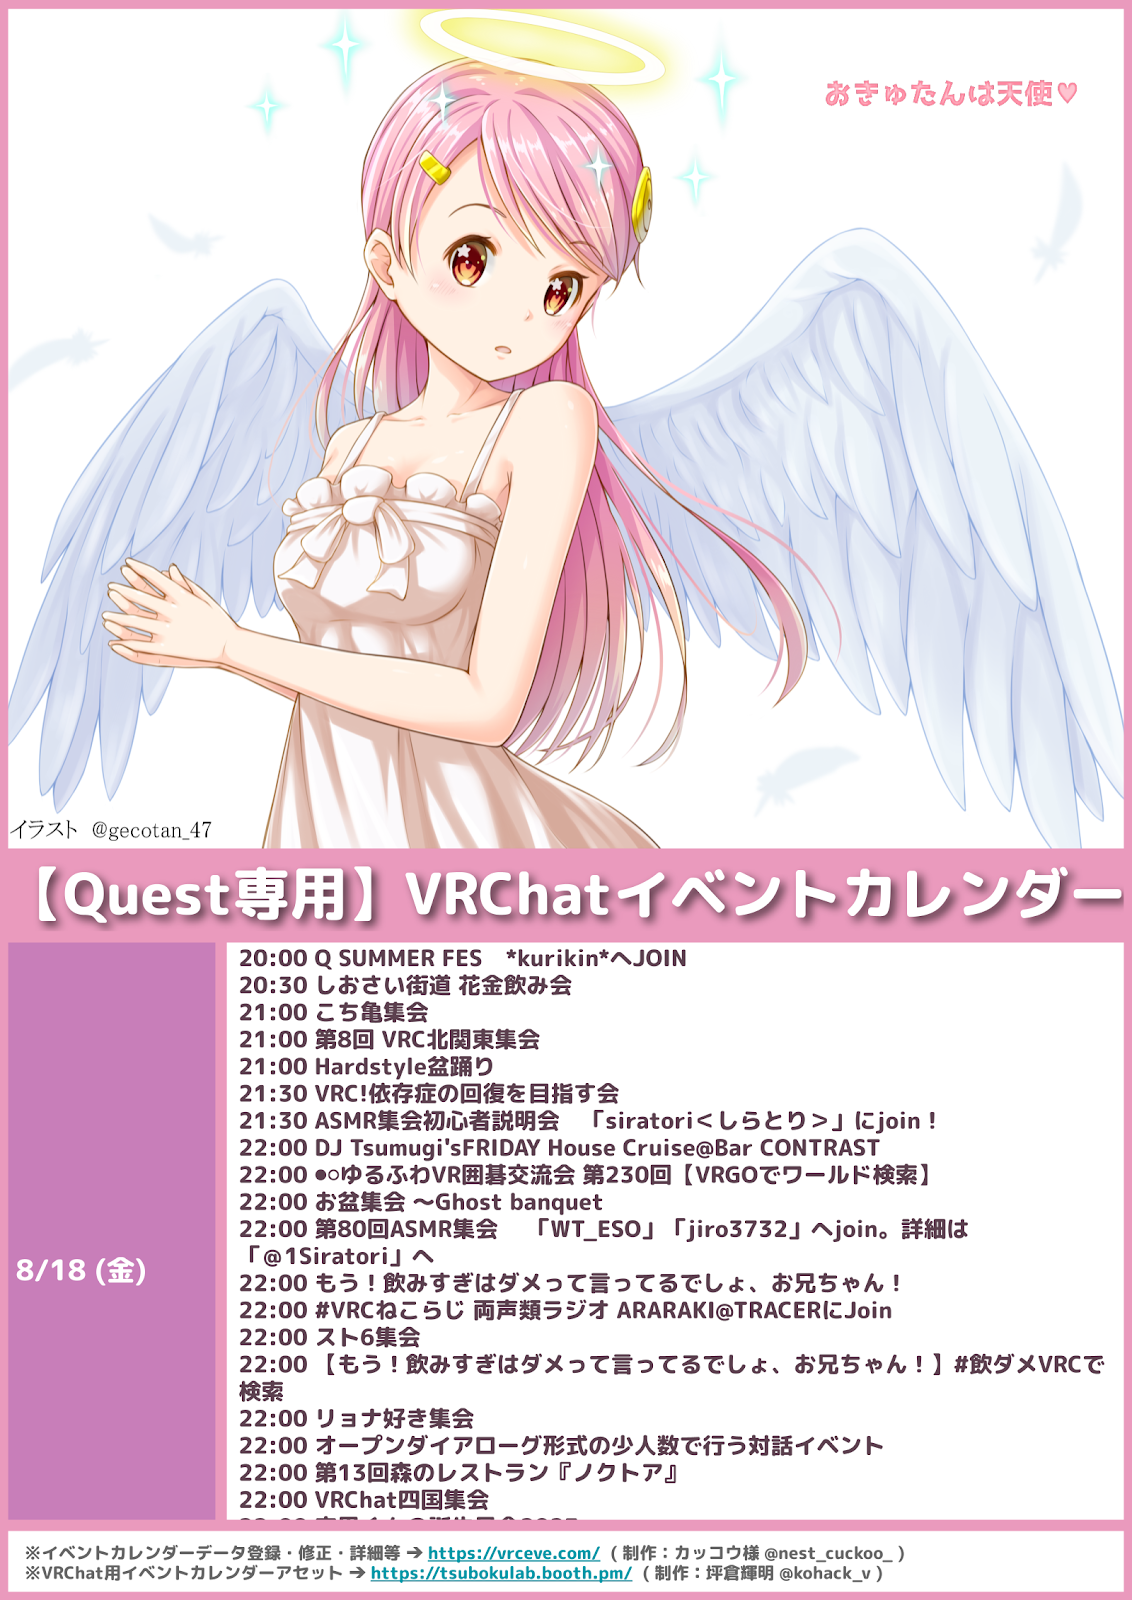 おきゅたんは天使♥
イラスト @gecotan_47
【Quest専用】VRChatイベントカレンダー
8/18 (金)
20:00 Q SUMMER FES　*kurikin*へJOIN
20:30 しおさい街道 花金飲み会
21:00 こち亀集会
21:00 第8回 VRC北関東集会
21:00 Hardstyle盆踊り
21:30 VRC!依存症の回復を目指す会
21:30 ASMR集会初心者説明会　「siratori＜しらとり＞」にjoin！
22:00 DJ Tsumugi'sFRIDAY House Cruise@Bar CONTRAST
22:00 ●○ゆるふわVR囲碁交流会 第230回【VRGOでワールド検索】
22:00 お盆集会 ～Ghost banquet
22:00 第80回ASMR集会　「WT_ESO」「jiro3732」へjoin。詳細は
「@1Siratori」へ
22:00 もう！飲みすぎはダメって言ってるでしょ、お兄ちゃん！
22:00 #VRCねこらじ 両声類ラジオ ARARAKI@TRACERにJoin
22:00 スト6集会
22:00 【もう！飲みすぎはダメって言ってるでしょ、お兄ちゃん！】#飲ダメVRCで
検索
22:00 リョナ好き集会
22:00 オープンダイアローグ形式の少人数で行う対話イベント
22:00 第13回森のレストラン『ノクトア』
22:00 VRChat四国集会
※イベントカレンダーデータ登録・修正・詳細等 ➔ https://vrceve.com/ （制作：カッコウ様 @nest_cuckoo_）
※VRChat用イベントカレンダーアセット ➔ https://tsubokulab.booth.pm/ （制作：坪倉輝明 @kohack_v）